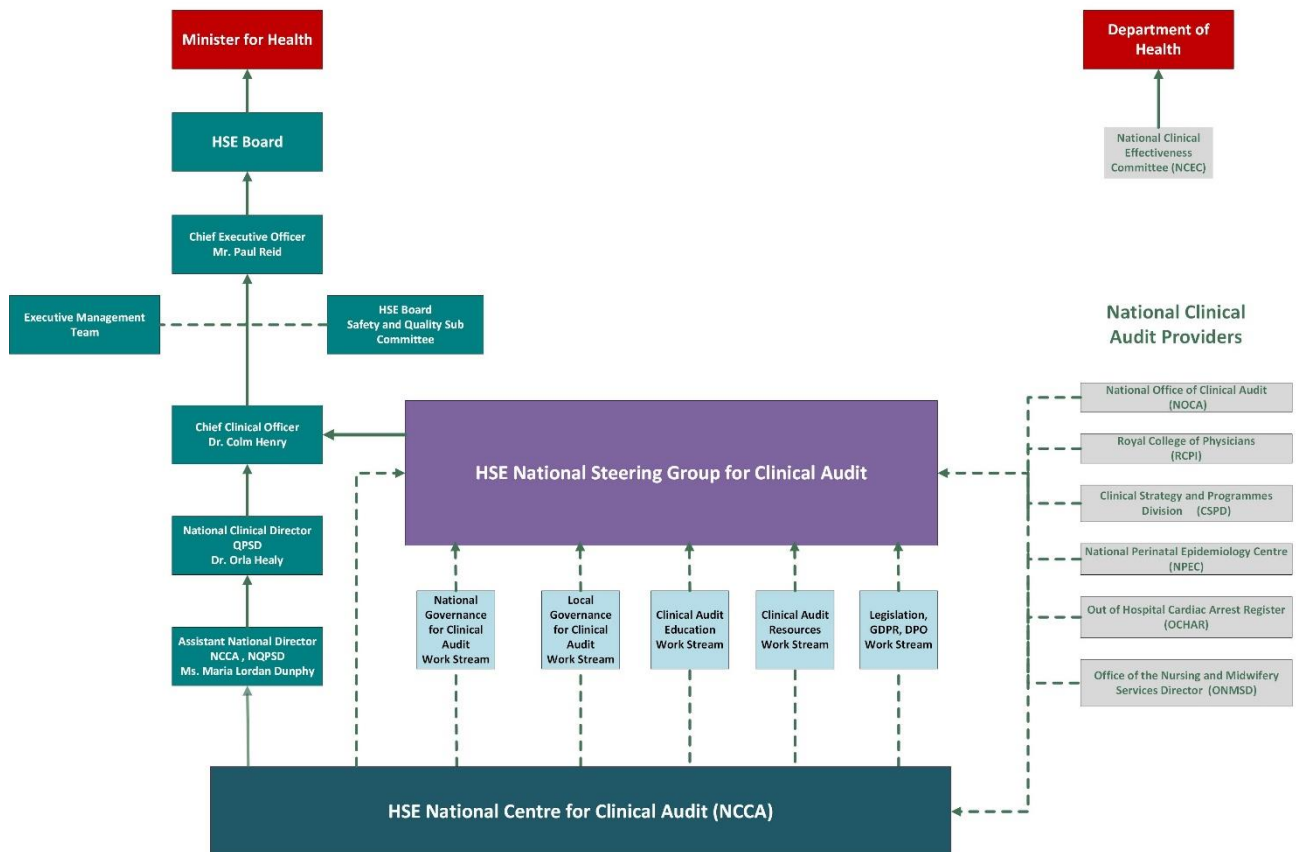 Minister for Health
Department of
Health
HSE Board
National Clinical
Effectiveness
Committee (NCEC)
Chief Executive Officer
Mr. Paul Reid
Executive Management
Team
HSE Board
Safety and Quality Sub
Committee
National Clinical
Audit Providers
Chief Clinical Officer
Dr. Colm Henry
HSE National Steering Group for Clinical Audit
National Office of Clinical Audit
(NOCA)
Royal College of Physicians
(RCPI)
Clinical Strategy and Programmes
Division (CSPD)
National Perinatal Epidemiology Centre
(NPEC)
Out of Hospital Cardiac Arrest Register
(OCHAR)
Office of the Nursing and Midwifery
Services Director (ONMSD)
National Clinical Director
QPSD
Dr. Orla Healy
National
Governance
for Clinical
Audit
Work Stream
Local
Governance
for Clinical
Audit
Work Stream
Clinical Audit
Education
Work Stream
Clinical Audit
Resources
Work Stream
Legislation,
GDPR, DPO
Work Stream
Assistant National Director
NCCA , NQPSD
Ms. Maria Lordan Dunphy
HSE National Centre for Clinical Audit (NCCA)